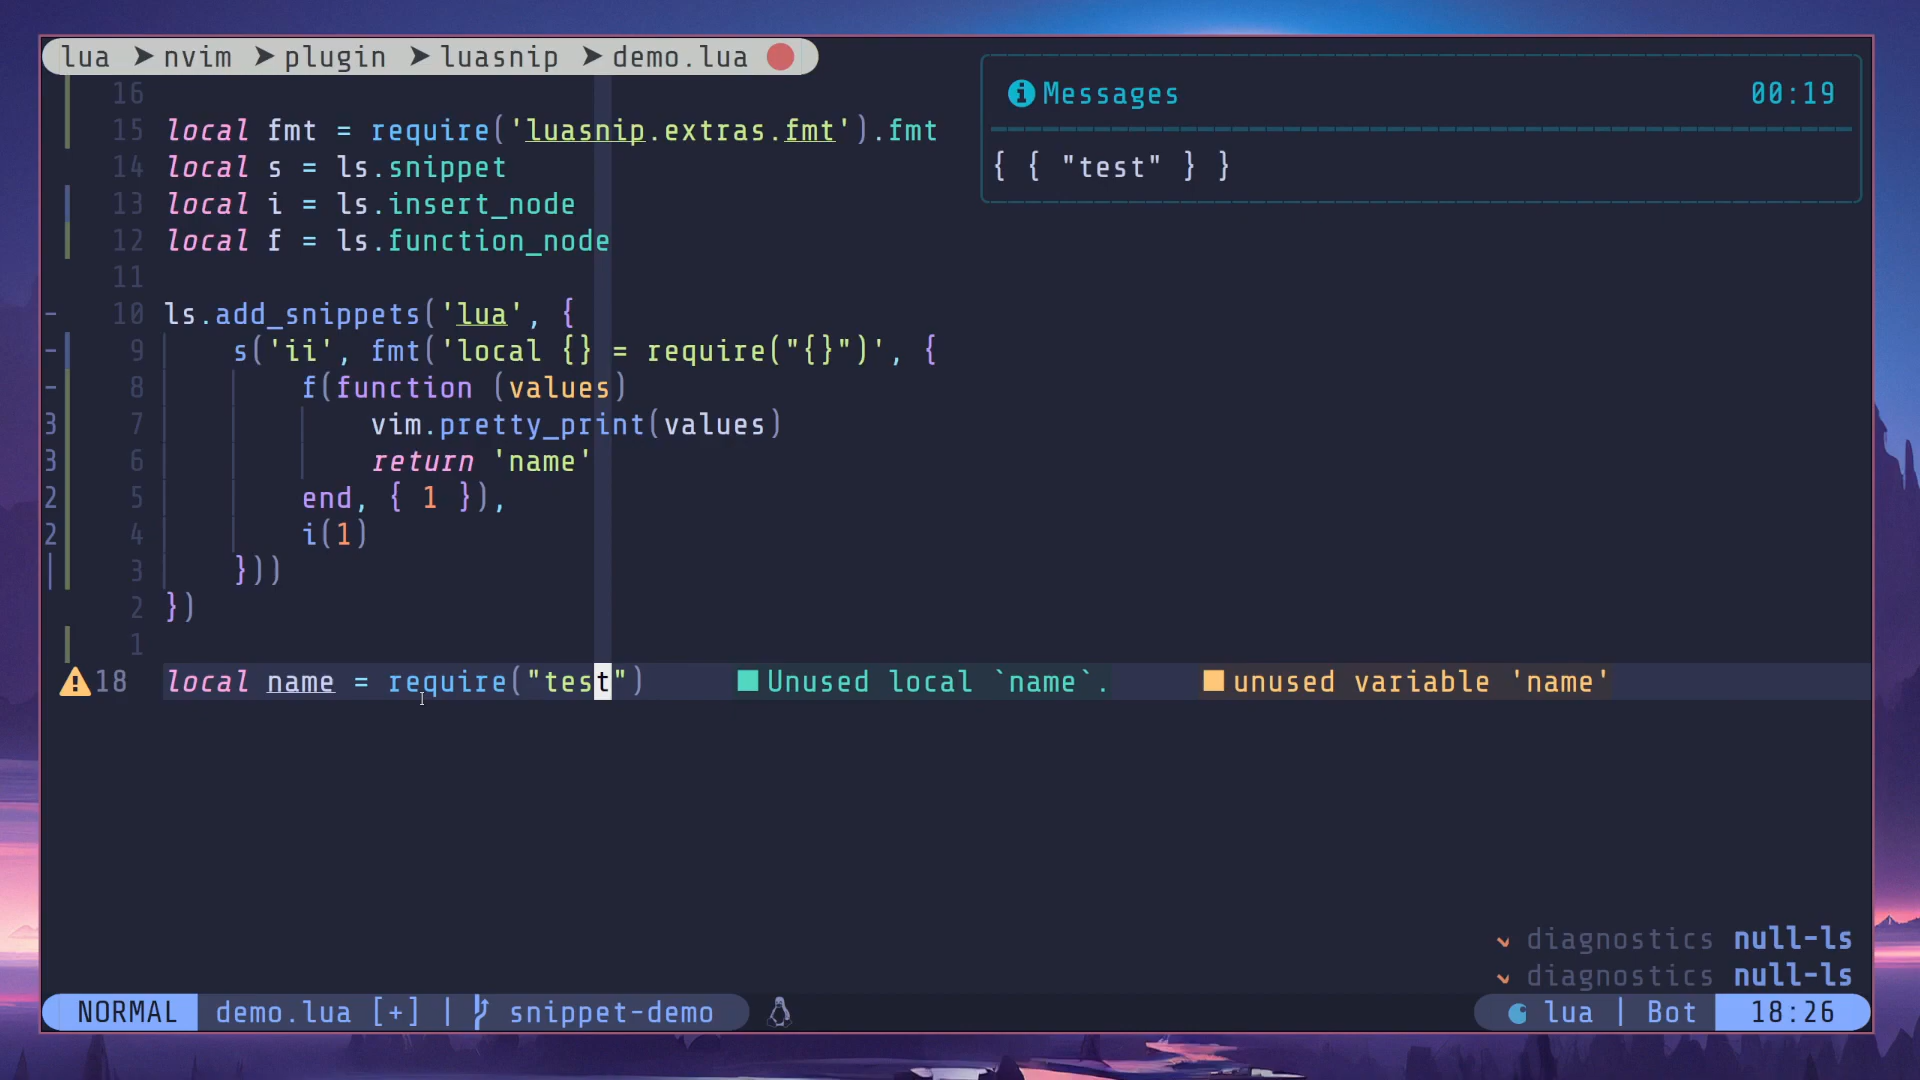 lua ➤ nvim ➤ plugin ➤ luasnip ➤ demo.lua
Messages 00:19
{ { "test" } }
16
15 local fmt = require('luasnip.extras.fmt').fmt
14 local s = ls.snippet
13 local i = ls.insert_node
12 local f = ls.function_node
11
- 10 ls.add_snippets('lua', {
- 9 s('ii', fmt('local {} = require("{}")', {
- 8 f(function (values)
3 7 vim.pretty_print(values)
3 6 return 'name'
2 5 end, { 1 }),
2 4 i(1)
3 }))
2 })
1
18 local name = require("test") Unused local `name`. unused variable 'name'
diagnostics null-ls
diagnostics null-ls
NORMAL demo.lua [+] | snippet-demo lua | Bot 18:26